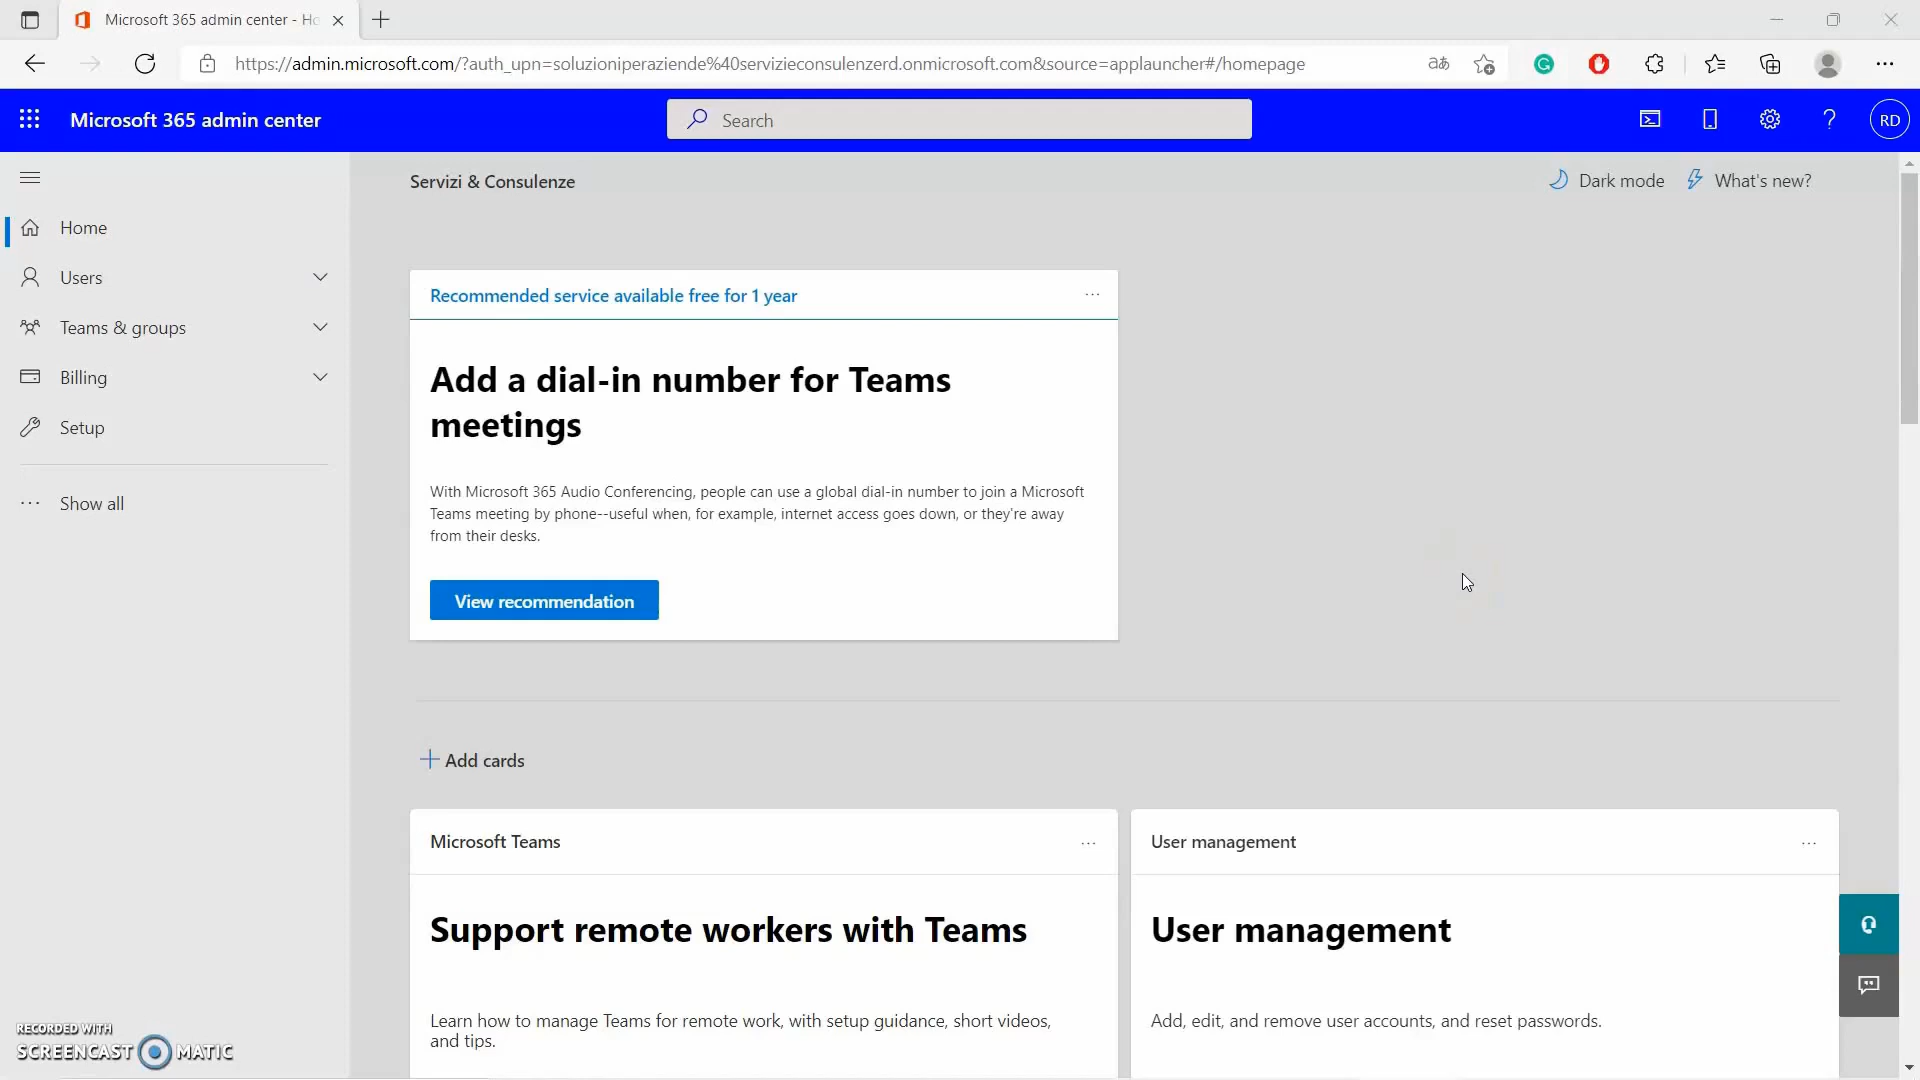 Microsoft 365 admin center - Ho
https://admin.microsoft.com/?auth_upn=soluzioniperaziende%40servizieconsulenzerd.onmicrosoft.com&source=applauncher#/homepage
Microsoft 365 admin center
Search
RD
Servizi & Consulenze
Dark mode
What's new?
Home
Users
Teams & groups
Billing
Setup
Show all
Recommended service available free for 1 year
Add a dial-in number for Teams
meetings
With Microsoft 365 Audio Conferencing, people can use a global dial-in number to join a Microsoft
Teams meeting by phone--useful when, for example, internet access goes down, or they're away
from their desks.
View recommendation
Add cards
Microsoft Teams
Support remote workers with Teams
Learn how to manage Teams for remote work, with setup guidance, short videos,
and tips.
User management
User management
Add, edit, and remove user accounts, and reset passwords.
RECORDED WITH
SCREENCAST MATIC